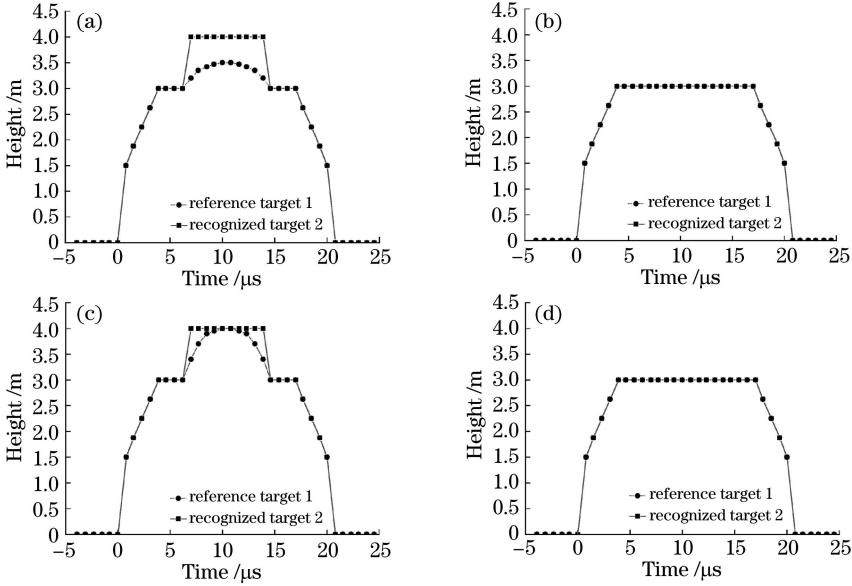 (a)
4.5
4.0
3.5
3.0
2.5
2.0
1.5
1.0
0.5
0
Height /m
reference target 1
recognized target 2
−5 0 5 10 15 20 25
Time /μs
(b)
4.5
4.0
3.5
3.0
2.5
2.0
1.5
1.0
0.5
0
Height /m
reference target 1
recognized target 2
−5 0 5 10 15 20 25
Time /μs
(c)
4.5
4.0
3.5
3.0
2.5
2.0
1.5
1.0
0.5
0
Height /m
reference target 1
recognized target 2
−5 0 5 10 15 20 25
Time /μs
(d)
4.5
4.0
3.5
3.0
2.5
2.0
1.5
1.0
0.5
0
Height /m
reference target 1
recognized target 2
−5 0 5 10 15 20 25
Time /μs